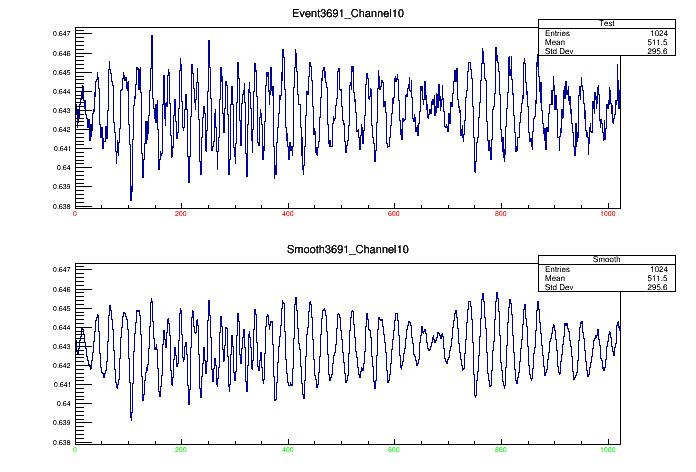 Event3691_Channel10
Test
Entries 1024
Mean 511.5
Std Dev 295.6
0.647
0.646
0.645
0.644
0.643
0.642
0.641
0.64
0.639
0.638
0 200 400 600 800 1000
Smooth3691_Channel10
Smooth
Entries 1024
Mean 511.5
Std Dev 295.6
0.647
0.646
0.645
0.644
0.643
0.642
0.641
0.64
0.639
0.638
0 200 400 600 800 1000